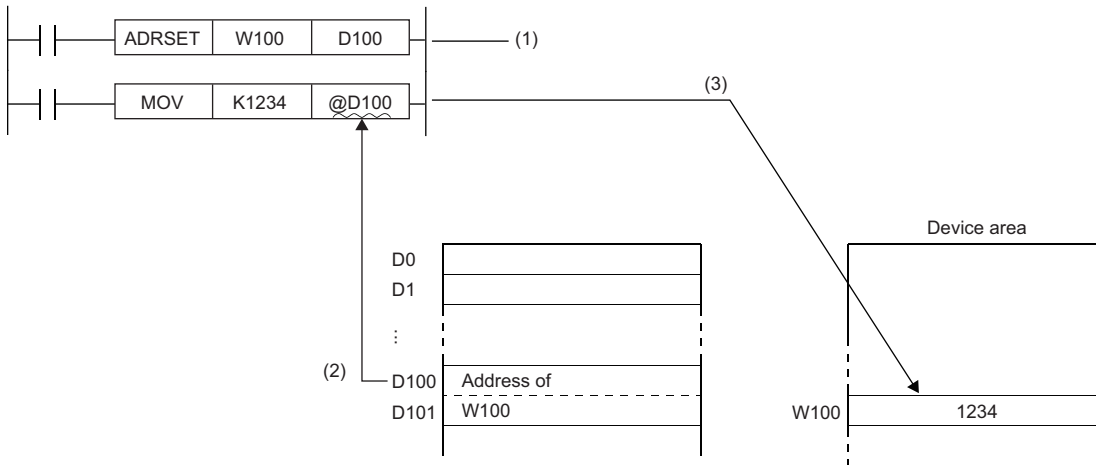 ADRSET W100 D100 (1)
MOV K1234 @D100
(3)
Device area
D0
D1
⋮
(2) D100 Address of
D101 W100
W100 1234